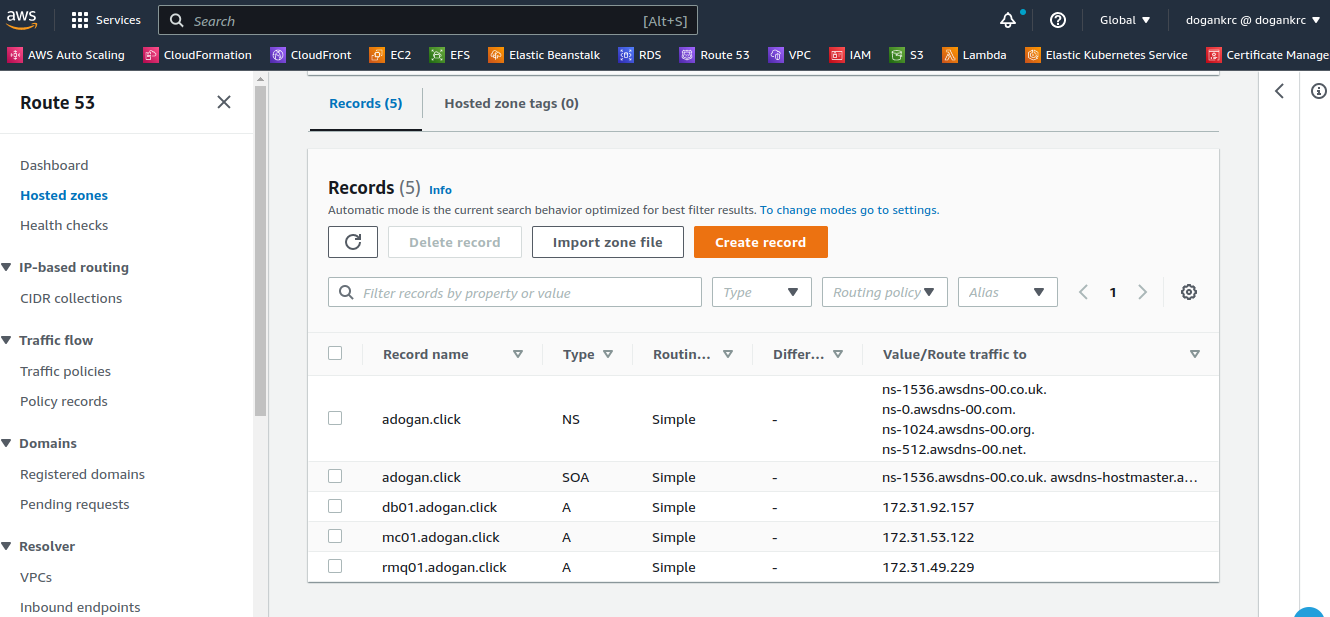 aws
Services
Search
[Alt+S]
Global
dogankrc @ dogankrc
AWS Auto Scaling
CloudFormation
CloudFront
EC2
EFS
Elastic Beanstalk
RDS
Route 53
VPC
IAM
S3
Lambda
Elastic Kubernetes Service
Certificate Manage
Route 53
Dashboard
Hosted zones
Health checks
IP-based routing
CIDR collections
Traffic flow
Traffic policies
Policy records
Domains
Registered domains
Pending requests
Resolver
VPCs
Inbound endpoints
Records (5)
Hosted zone tags (0)
Records (5) Info
Automatic mode is the current search behavior optimized for best filter results. To change modes go to settings.
Delete record
Import zone file
Create record
Filter records by property or value
Type
Routing policy
Alias
1
Record name Type Routin... Differ... Value/Route traffic to
adogan.click NS Simple - ns-1536.awsdns-00.co.uk.
ns-0.awsdns-00.com.
ns-1024.awsdns-00.org.
ns-512.awsdns-00.net.
adogan.click SOA Simple - ns-1536.awsdns-00.co.uk. awsdns-hostmaster.a...
db01.adogan.click A Simple - 172.31.92.157
mc01.adogan.click A Simple - 172.31.53.122
rmq01.adogan.click A Simple - 172.31.49.229